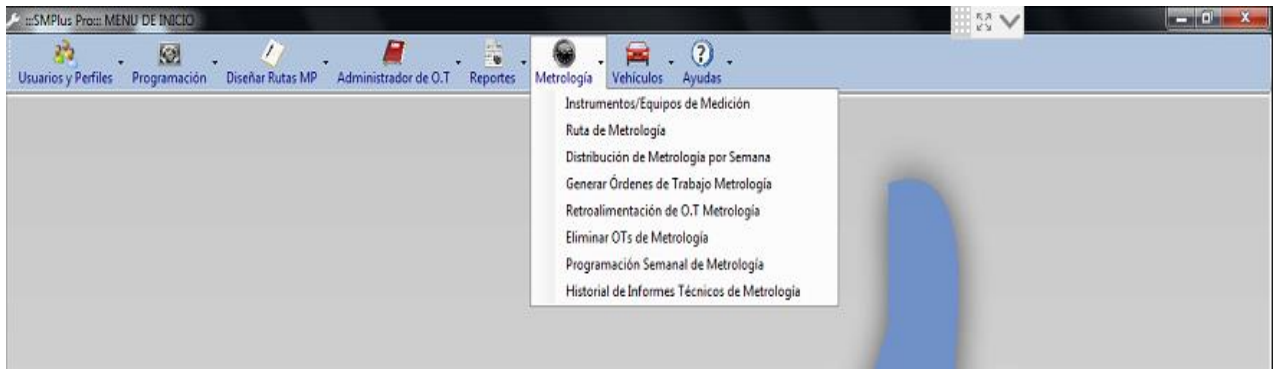 :::SMPlus Pro::: MENU DE INICIO
Usuarios y Perfiles Programación Diseñar Rutas MP Administrador de O.T Reportes Metrología Vehículos Ayudas
Instrumentos/Equipos de Medición
Ruta de Metrología
Distribución de Metrología por Semana
Generar Órdenes de Trabajo Metrología
Retroalimentación de O.T Metrología
Eliminar OTs de Metrología
Programación Semanal de Metrología
Historial de Informes Técnicos de Metrología